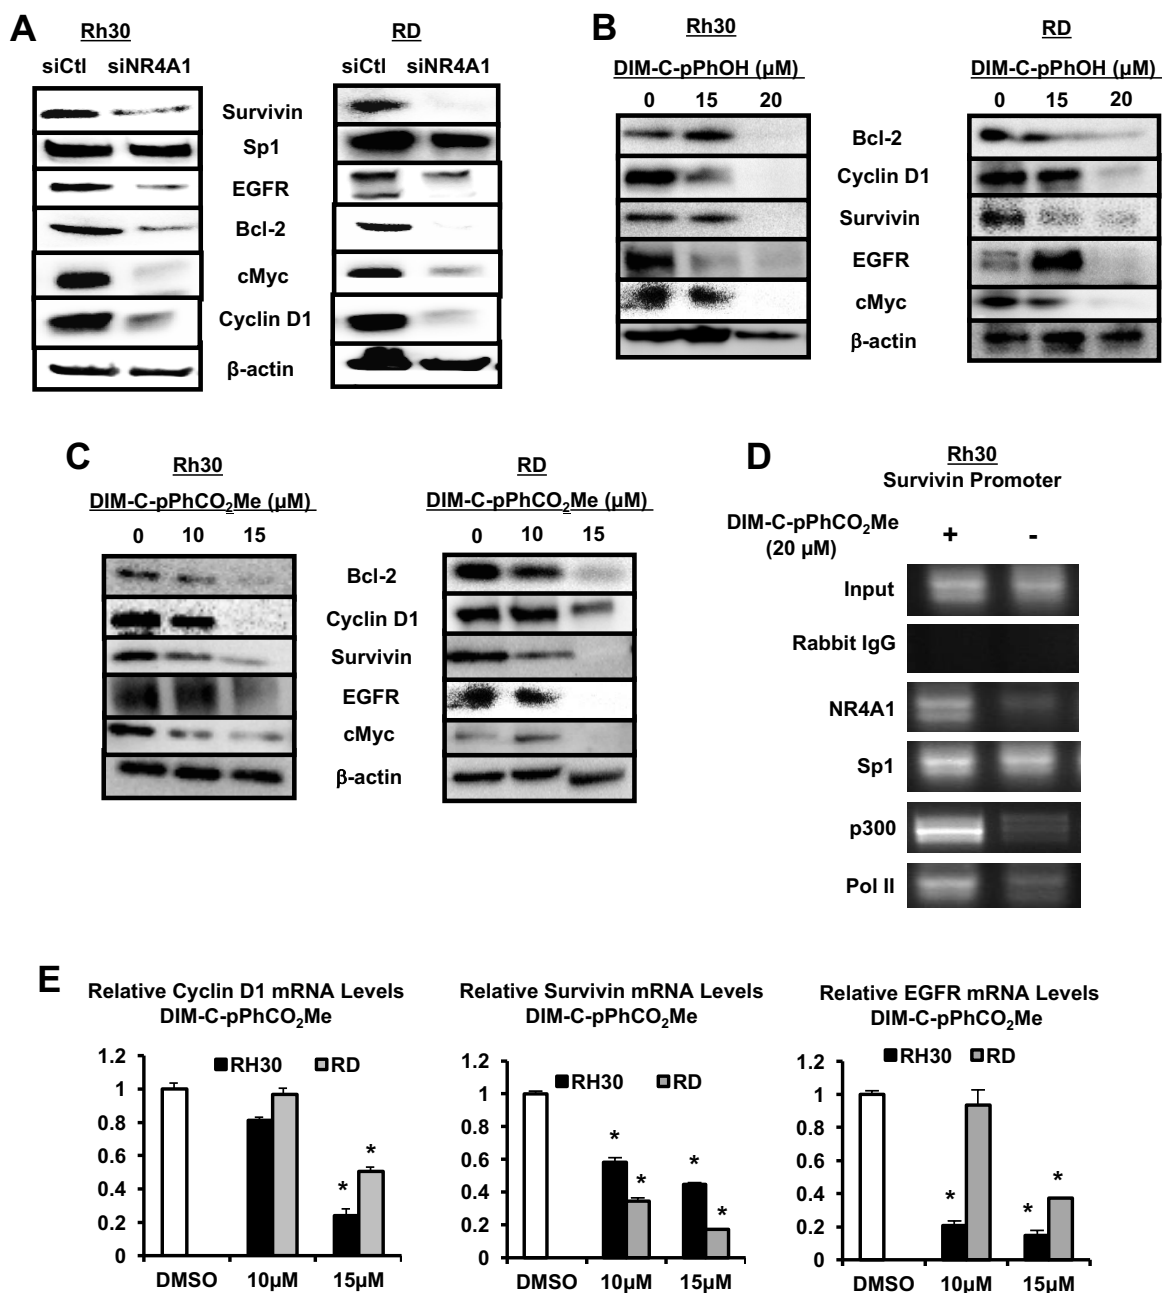 A
Rh30
RD
siCtl siNR4A1
siCtl siNR4A1
Survivin
Sp1
EGFR
Bcl-2
cMyc
Cyclin D1
β-actin
B
Rh30
RD
DIM-C-pPhOH (µM)
DIM-C-pPhOH (µM)
0 15 20
0 15 20
Bcl-2
Cyclin D1
Survivin
EGFR
cMyc
β-actin
C
Rh30
RD
DIM-C-pPhCO₂Me (µM)
DIM-C-pPhCO₂Me (µM)
0 10 15
0 10 15
Bcl-2
Cyclin D1
Survivin
EGFR
cMyc
β-actin
D
Rh30
Survivin Promoter
DIM-C-pPhCO₂Me
(20 µM)
+ -
Input
Rabbit IgG
NR4A1
Sp1
p300
Pol II
E
Relative Cyclin D1 mRNA Levels
DIM-C-pPhCO₂Me
1.2
1
0.8
0.6
0.4
0.2
0
RH30 RD
* *
DMSO 10µM 15µM
Relative Survivin mRNA Levels
DIM-C-pPhCO₂Me
1.2
1
0.8
0.6
0.4
0.2
0
RH30 RD
* * * *
DMSO 10µM 15µM
Relative EGFR mRNA Levels
DIM-C-pPhCO₂Me
1.2
1
0.8
0.6
0.4
0.2
0
RH30 RD
* * *
DMSO 10µM 15µM